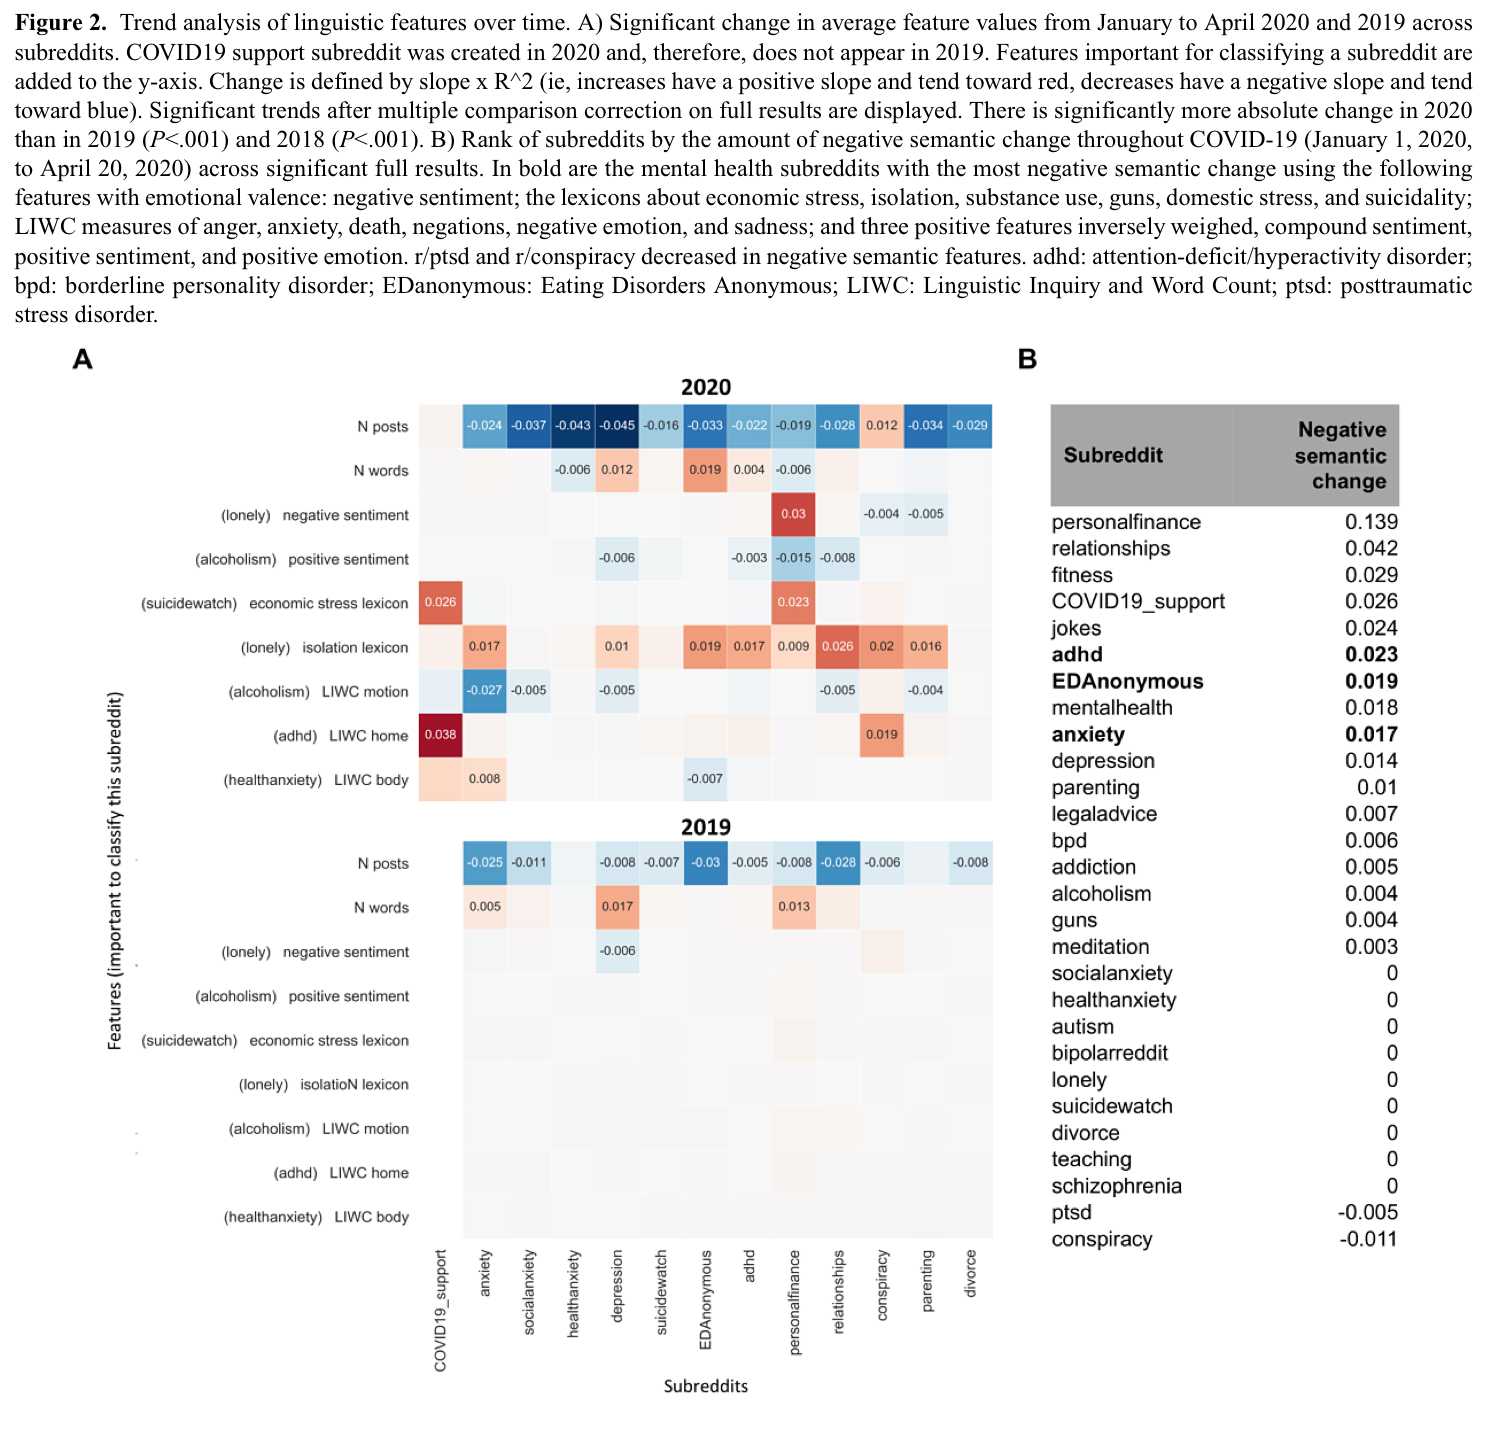 Figure 2. Trend analysis of linguistic features over time. A) Significant change in average feature values from January to April 2020 and 2019 across
subreddits. COVID19 support subreddit was created in 2020 and, therefore, does not appear in 2019. Features important for classifying a subreddit are
added to the y-axis. Change is defined by slope x R^2 (ie, increases have a positive slope and tend toward red, decreases have a negative slope and tend
toward blue). Significant trends after multiple comparison correction on full results are displayed. There is significantly more absolute change in 2020
than in 2019 (P<.001) and 2018 (P<.001). B) Rank of subreddits by the amount of negative semantic change throughout COVID-19 (January 1, 2020,
to April 20, 2020) across significant full results. In bold are the mental health subreddits with the most negative semantic change using the following
features with emotional valence: negative sentiment; the lexicons about economic stress, isolation, substance use, guns, domestic stress, and suicidality;
LIWC measures of anger, anxiety, death, negations, negative emotion, and sadness; and three positive features inversely weighed, compound sentiment,
positive sentiment, and positive emotion. r/ptsd and r/conspiracy decreased in negative semantic features. adhd: attention-deficit/hyperactivity disorder;
bpd: borderline personality disorder; EDanonymous: Eating Disorders Anonymous; LIWC: Linguistic Inquiry and Word Count; ptsd: posttraumatic
stress disorder.
A
2020
N posts -0.024 -0.037 -0.043 -0.045 -0.016 -0.033 -0.022 -0.019 -0.028 0.012 -0.034 -0.029
N words -0.006 0.012 0.019 0.004 -0.006
(lonely) negative sentiment 0.03 -0.004 -0.005
(alcoholism) positive sentiment -0.006 -0.003 -0.015 -0.008
(suicidewatch) economic stress lexicon 0.026 0.023
(lonely) isolation lexicon 0.017 0.01 0.019 0.017 0.009 0.026 0.02 0.016
(alcoholism) LIWC motion -0.027 -0.005 -0.005 -0.005 -0.004
(adhd) LIWC home 0.038 0.019
(healthanxiety) LIWC body 0.008 -0.007
2019
N posts -0.025 -0.011 -0.008 -0.007 -0.03 -0.005 -0.008 -0.028 -0.006 -0.008
N words 0.005 0.017 0.013
(lonely) negative sentiment -0.006
(alcoholism) positive sentiment
(suicidewatch) economic stress lexicon
(lonely) isolatioN lexicon
(alcoholism) LIWC motion
(adhd) LIWC home
(healthanxiety) LIWC body
Features (important to classify this subreddit)
COVID19_support
anxiety
socialanxiety
healthanxiety
depression
suicidewatch
EDAnonymous
adhd
personalfinance
relationships
conspiracy
parenting
divorce
Subreddits
B
Subreddit Negative
semantic
change
personalfinance 0.139
relationships 0.042
fitness 0.029
COVID19_support 0.026
jokes 0.024
adhd 0.023
EDAnonymous 0.019
mentalhealth 0.018
anxiety 0.017
depression 0.014
parenting 0.01
legaladvice 0.007
bpd 0.006
addiction 0.005
alcoholism 0.004
guns 0.004
meditation 0.003
socialanxiety 0
healthanxiety 0
autism 0
bipolarreddit 0
lonely 0
suicidewatch 0
divorce 0
teaching 0
schizophrenia 0
ptsd -0.005
conspiracy -0.011